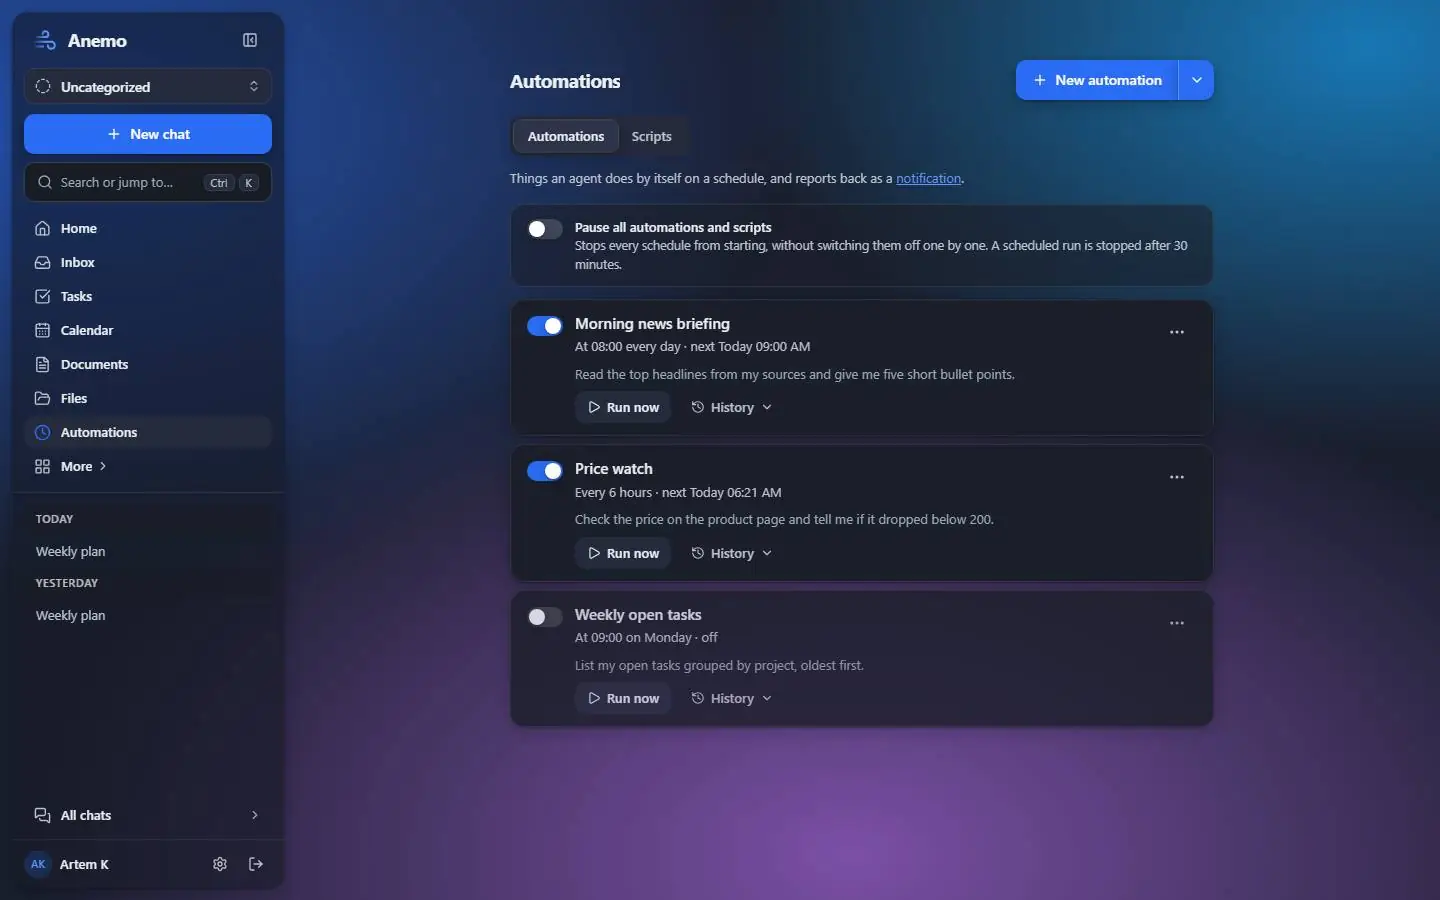 Anemo
Uncategorized
New chat
Search or jump to... Ctrl K
Home
Inbox
Tasks
Calendar
Documents
Files
Automations
More
TODAY
Weekly plan
YESTERDAY
Weekly plan
All chats
AK Artem K
Automations
New automation
Automations Scripts
Things an agent does by itself on a schedule, and reports back as a notification.
Pause all automations and scripts
Stops every schedule from starting, without switching them off one by one. A scheduled run is stopped after 30
minutes.
Morning news briefing
At 08:00 every day · next Today 09:00 AM
Read the top headlines from my sources and give me five short bullet points.
Run now History
Price watch
Every 6 hours · next Today 06:21 AM
Check the price on the product page and tell me if it dropped below 200.
Run now History
Weekly open tasks
At 09:00 on Monday · off
List my open tasks grouped by project, oldest first.
Run now History